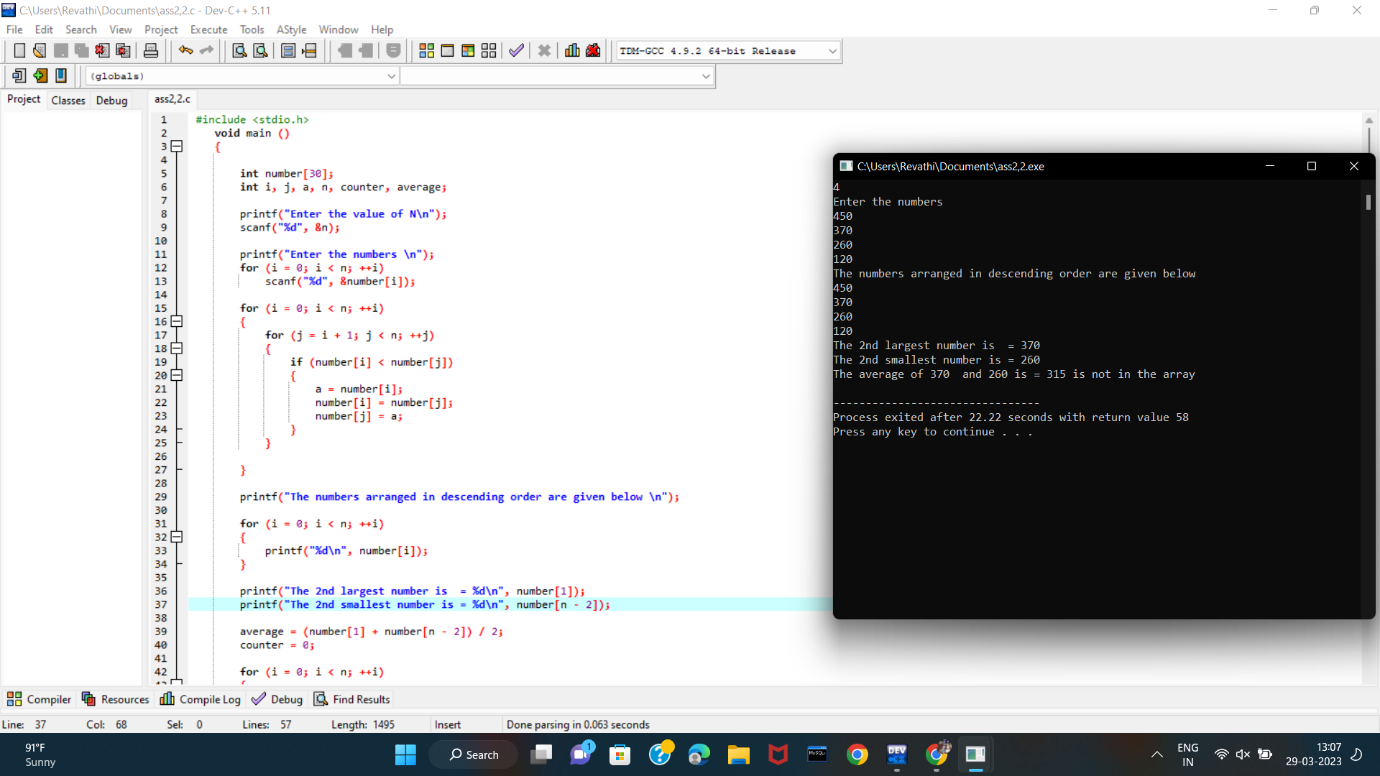 C:\Users\Revathi\Documents\ass2,2.c - Dev-C++ 5.11
File Edit Search View Project Execute Tools AStyle Window Help
TDM-GCC 4.9.2 64-bit Release
(globals)
Project Classes Debug
ass2,2.c
1 #include <stdio.h>
2 void main ()
3 {
4
5 int number[30];
6 int i, j, a, n, counter, average;
7
8 printf("Enter the value of N\n");
9 scanf("%d", &n);
10
11 printf("Enter the numbers \n");
12 for (i = 0; i < n; ++i)
13 scanf("%d", &number[i]);
14
15 for (i = 0; i < n; ++i)
16 {
17 for (j = i + 1; j < n; ++j)
18 {
19 if (number[i] < number[j])
20 {
21 a = number[i];
22 number[i] = number[j];
23 number[j] = a;
24 }
25 }
26
27 }
28
29 printf("The numbers arranged in descending order are given below \n");
30
31 for (i = 0; i < n; ++i)
32 {
33 printf("%d\n", number[i]);
34 }
35
36 printf("The 2nd largest number is  = %d\n", number[1]);
37 printf("The 2nd smallest number is = %d\n", number[n - 2]);
38
39 average = (number[1] + number[n - 2]) / 2;
40 counter = 0;
41
42 for (i = 0; i < n; ++i)
C:\Users\Revathi\Documents\ass2,2.exe
4
Enter the numbers
450
370
260
120
The numbers arranged in descending order are given below
450
370
260
120
The 2nd largest number is  = 370
The 2nd smallest number is = 260
The average of 370  and 260 is = 315 is not in the array
--------------------------------
Process exited after 22.22 seconds with return value 58
Press any key to continue . . .
Compiler Resources Compile Log Debug Find Results
Line: 37 Col: 68 Sel: 0 Lines: 57 Length: 1495 Insert Done parsing in 0.063 seconds
91°F
Sunny
Search
1
DEV
ENG
IN
13:07
29-03-2023